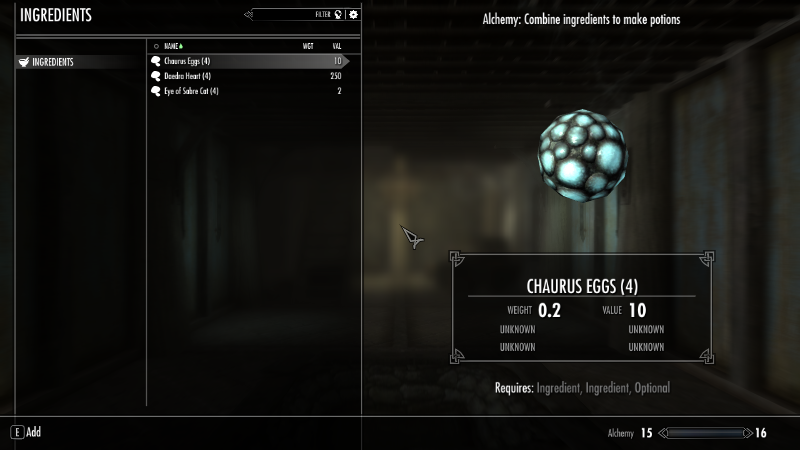 INGREDIENTS
FILTER
NAME WGT VAL
INGREDIENTS
Chaurus Eggs (4) 10
Daedra Heart (4) 250
Eye of Sabre Cat (4) 2
Alchemy: Combine ingredients to make potions
CHAURUS EGGS (4)
WEIGHT 0.2 VALUE 10
UNKNOWN UNKNOWN
UNKNOWN UNKNOWN
Requires: Ingredient, Ingredient, Optional
E Add
Alchemy 15 16